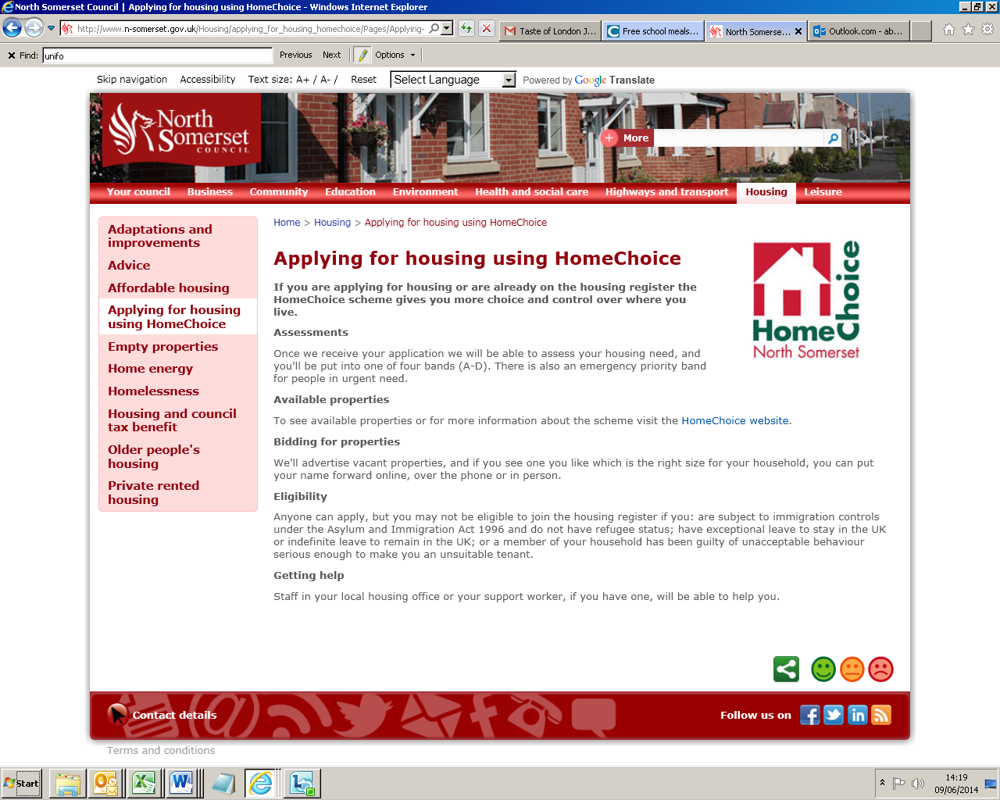 North Somerset Council | Applying for housing using HomeChoice - Windows Internet Explorer
http://www.n-somerset.gov.uk/Housing/applying_for_housing_homechoice/Pages/Applying-
Taste of London J...
Free school meals...
North Somerse...
Outlook.com - ab...
Find: unifo Previous Next Options
Skip navigation Accessibility Text size: A+ / A- / Reset Select Language Powered by Google Translate
North
Somerset
COUNCIL
More
Your council Business Community Education Environment Health and social care Highways and transport Housing Leisure
Adaptations and
improvements
Advice
Affordable housing
Applying for housing
using HomeChoice
Empty properties
Home energy
Homelessness
Housing and council
tax benefit
Older people's
housing
Private rented
housing
Home > Housing > Applying for housing using HomeChoice
Applying for housing using HomeChoice
If you are applying for housing or are already on the housing register the
HomeChoice scheme gives you more choice and control over where you
live.
HomeChoice
North Somerset
Assessments
Once we receive your application we will be able to assess your housing need, and
you'll be put into one of four bands (A-D). There is also an emergency priority band
for people in urgent need.
Available properties
To see available properties or for more information about the scheme visit the HomeChoice website.
Bidding for properties
We'll advertise vacant properties, and if you see one you like which is the right size for your household, you can put
your name forward online, over the phone or in person.
Eligibility
Anyone can apply, but you may not be eligible to join the housing register if you: are subject to immigration controls
under the Asylum and Immigration Act 1996 and do not have refugee status; have exceptional leave to stay in the UK
or indefinite leave to remain in the UK; or a member of your household has been guilty of unacceptable behaviour
serious enough to make you an unsuitable tenant.
Getting help
Staff in your local housing office or your support worker, if you have one, will be able to help you.
Contact details
Follow us on
Terms and conditions
Start
14:19
09/06/2014